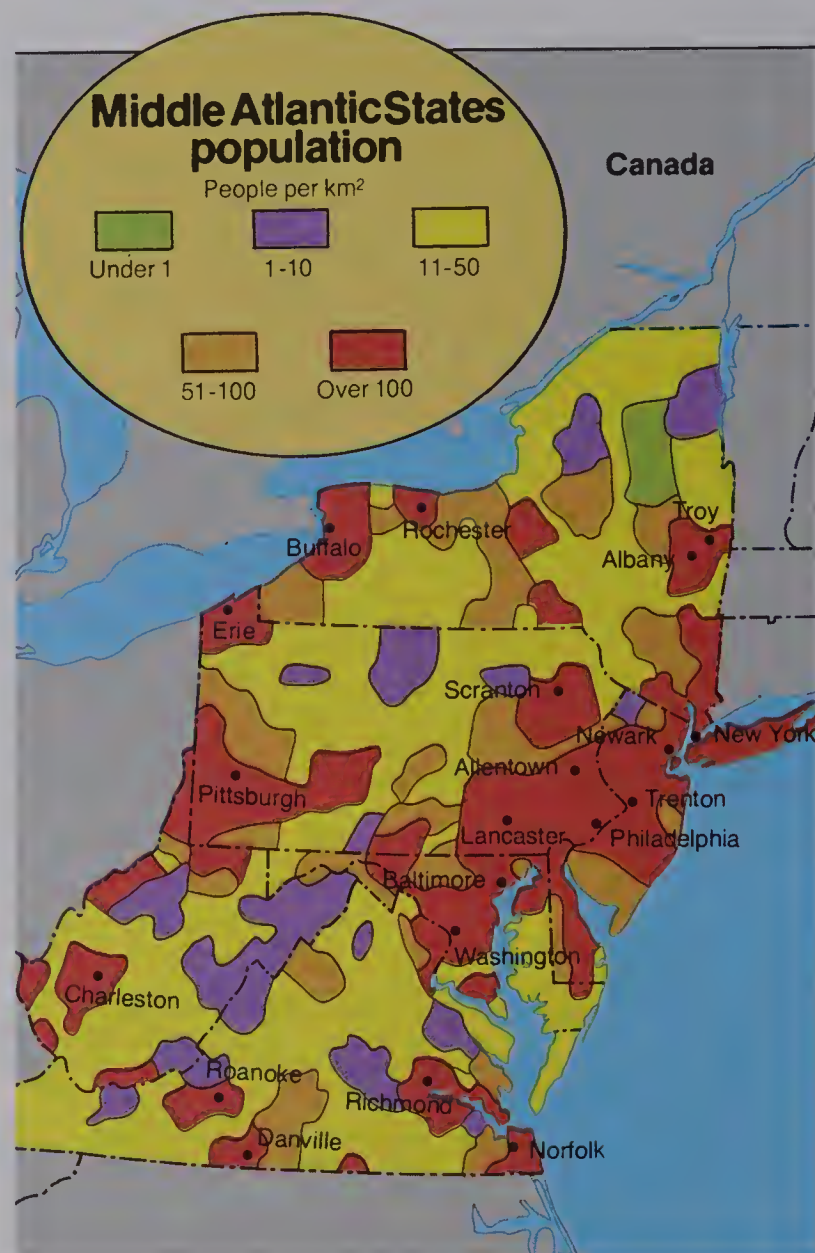 Middle Atlantic States
population
People per km²
Under 1
1-10
11-50
51-100
Over 100
Canada
Troy
Rochester
Buffalo
Albany
Erie
Scranton
Newark
New York
Allentown
Pittsburgh
Trenton
Lancaster
Philadelphia
Baltimore
Washington
Charleston
Roanoke
Richmond
Danville
Norfolk